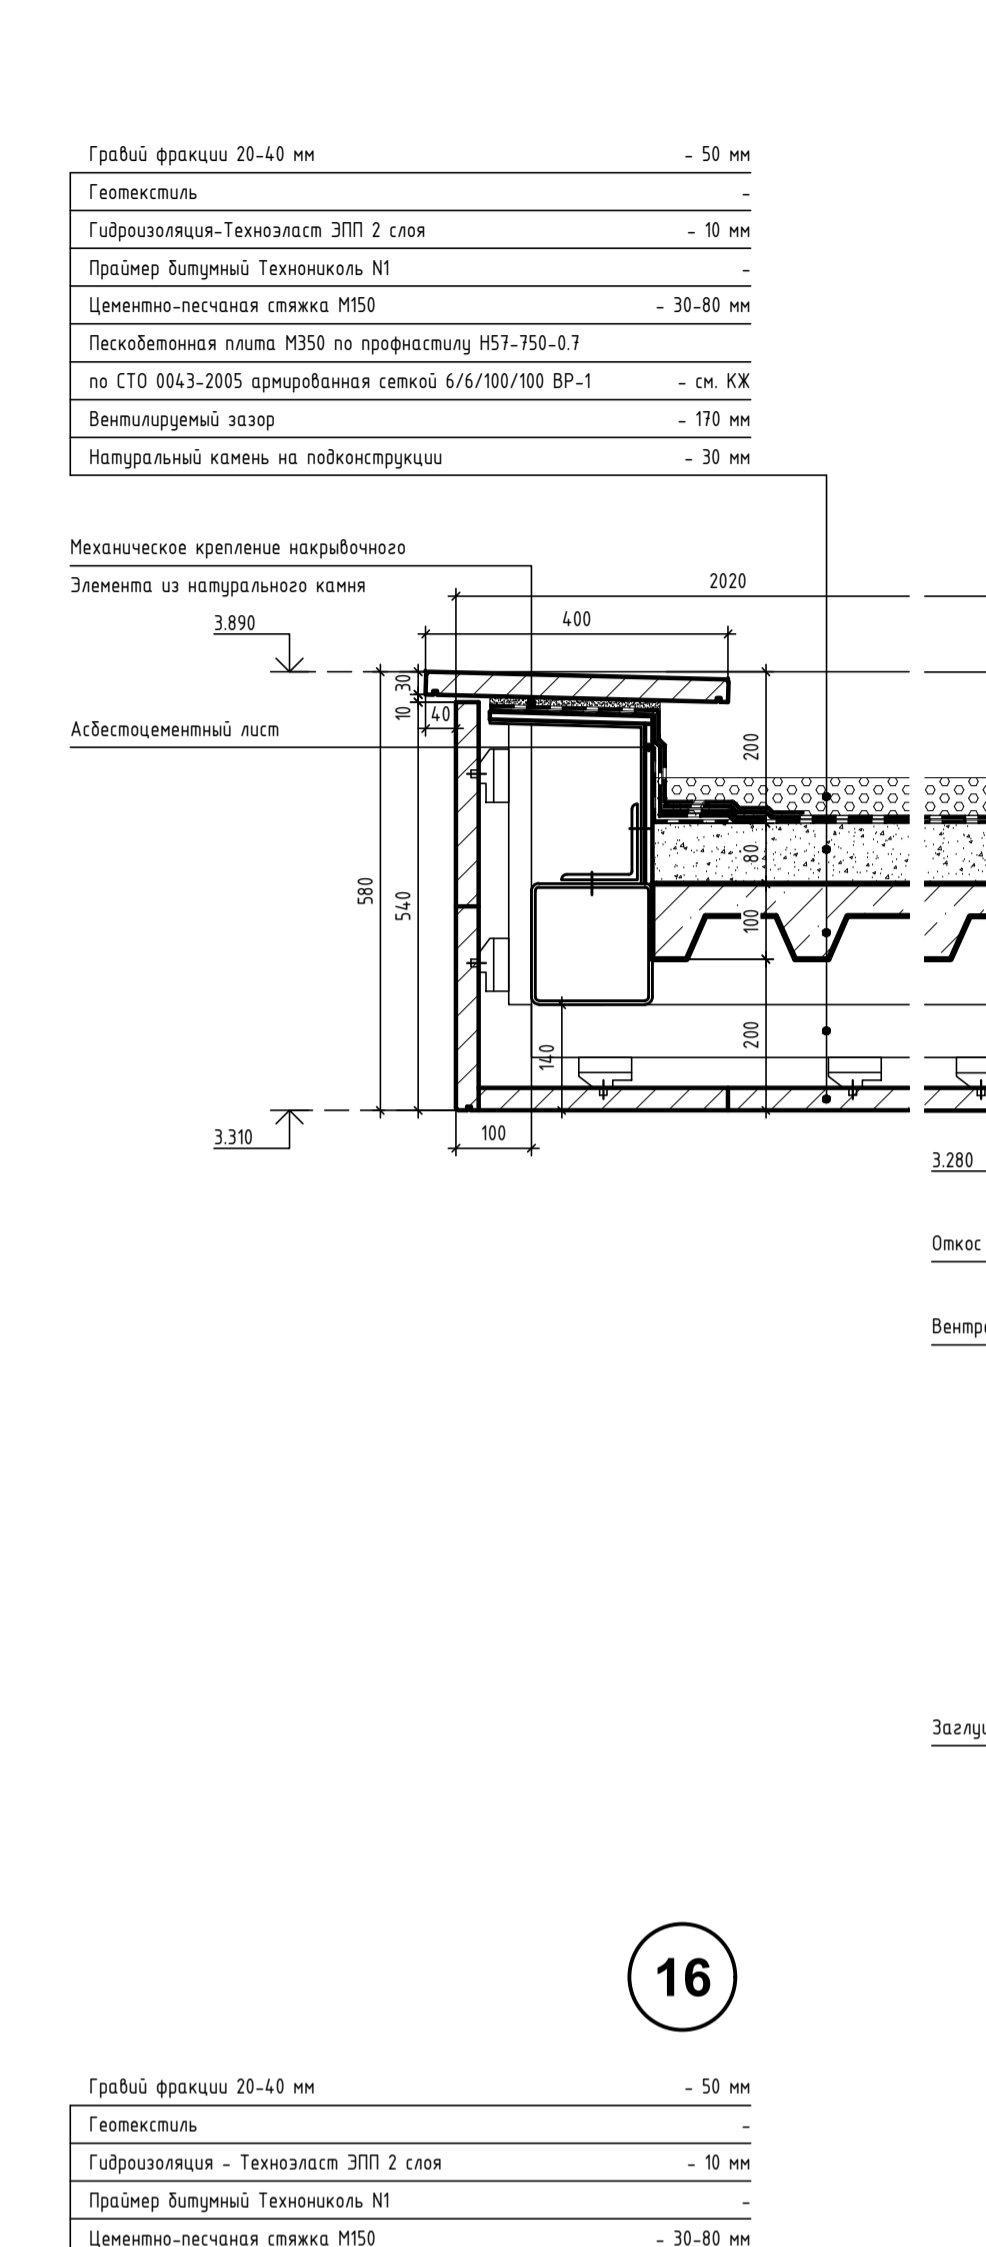 Гравий фракции 20-40 мм - 50 мм
Геотекстиль -
Гидроизоляция-Техноэласт ЭПП 2 слоя - 10 мм
Праймер битумный Технониколь N1 -
Цементно-песчаная стяжка М150 - 30-80 мм
Пескобетонная плита М350 по профнастилу Н57-750-0.7
по СТО 0043-2005 армированная сеткой 6/6/100/100 ВР-1 - см. КЖ
Вентилируемый зазор - 170 мм
Натуральный камень на подконструкции - 30 мм
Механическое крепление накрывочного
Элемента из натурального камня
2020
400
3.890
30
10
40
Асбестоцементный лист
200
80
580
540
100
200
140
100
3.310
3.280
Откос
Вентр
Заглу
16
Гравий фракции 20-40 мм - 50 мм
Геотекстиль -
Гидроизоляция - Техноэласт ЭПП 2 слоя - 10 мм
Праймер битумный Технониколь N1 -
Цементно-песчаная стяжка М150 - 30-80 мм